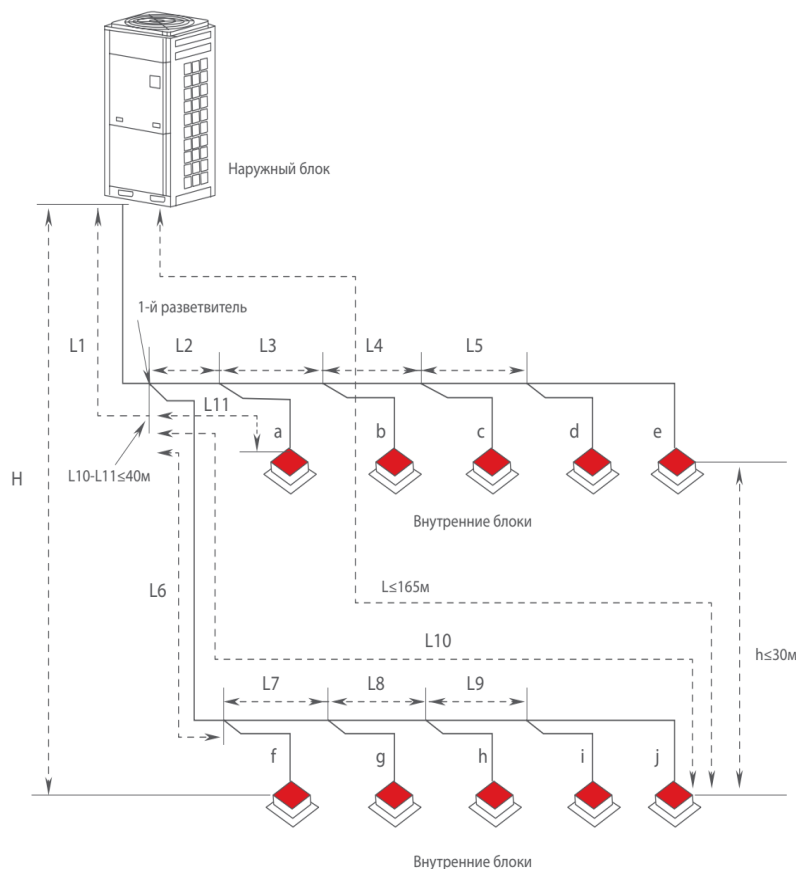 Наружный блок
1-й разветвитель
L1
L2
L3
L4
L5
L11
a
b
c
d
e
L10-L11≤40м
H
Внутренние блоки
L6
L≤165м
L10
h≤30м
L7
L8
L9
f
g
h
i
j
Внутренние блоки